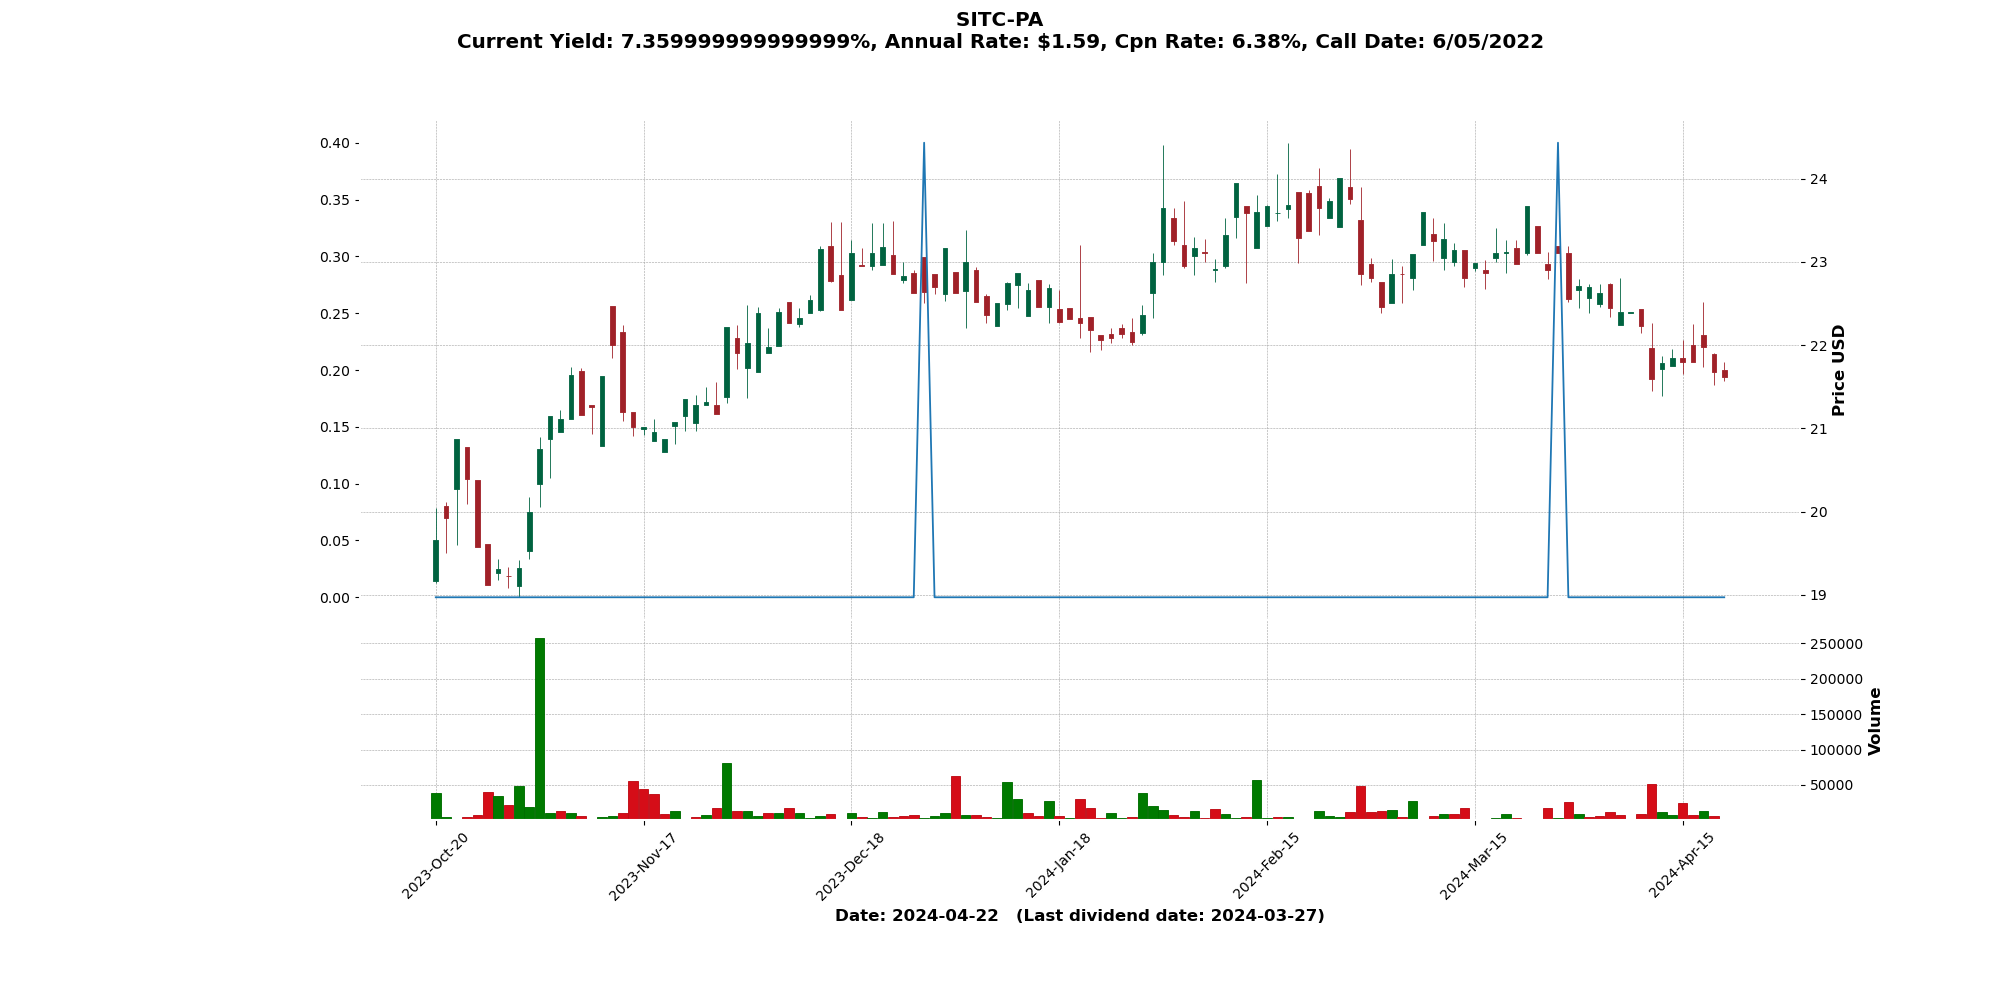 SITC-PA
Current Yield: 7.359999999999999%, Annual Rate: $1.59, Cpn Rate: 6.38%, Call Date: 6/05/2022
0.40
0.35
0.30
0.25
0.20
0.15
0.10
0.05
0.00
24
23
22
21
20
19
Price USD
250000
200000
150000
100000
50000
Volume
2023-Oct-20
2023-Nov-17
2023-Dec-18
2024-Jan-18
2024-Feb-15
2024-Mar-15
2024-Apr-15
Date: 2024-04-22 (Last dividend date: 2024-03-27)